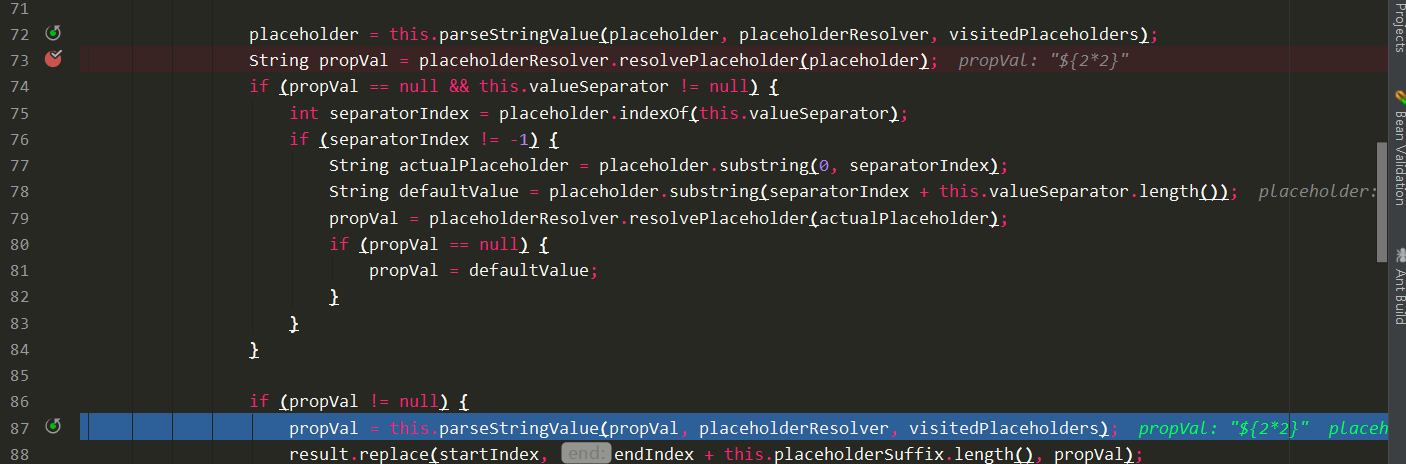 71
72 placeholder = this.parseStringValue(placeholder, placeholderResolver, visitedPlaceholders);
73 String propVal = placeholderResolver.resolvePlaceholder(placeholder); propVal: "${2*2}"
74 if (propVal == null && this.valueSeparator != null) {
75 int separatorIndex = placeholder.indexOf(this.valueSeparator);
76 if (separatorIndex != -1) {
77 String actualPlaceholder = placeholder.substring(0, separatorIndex);
78 String defaultValue = placeholder.substring(separatorIndex + this.valueSeparator.length()); placeholder:
79 propVal = placeholderResolver.resolvePlaceholder(actualPlaceholder);
80 if (propVal == null) {
81 propVal = defaultValue;
82 }
83 }
84 }
85
86 if (propVal != null) {
87 propVal = this.parseStringValue(propVal, placeholderResolver, visitedPlaceholders); propVal: "${2*2}" placeh
88 result.replace(startIndex, end: endIndex + this.placeholderSuffix.length(), propVal);
Projects
Bean Validation
Ant Build